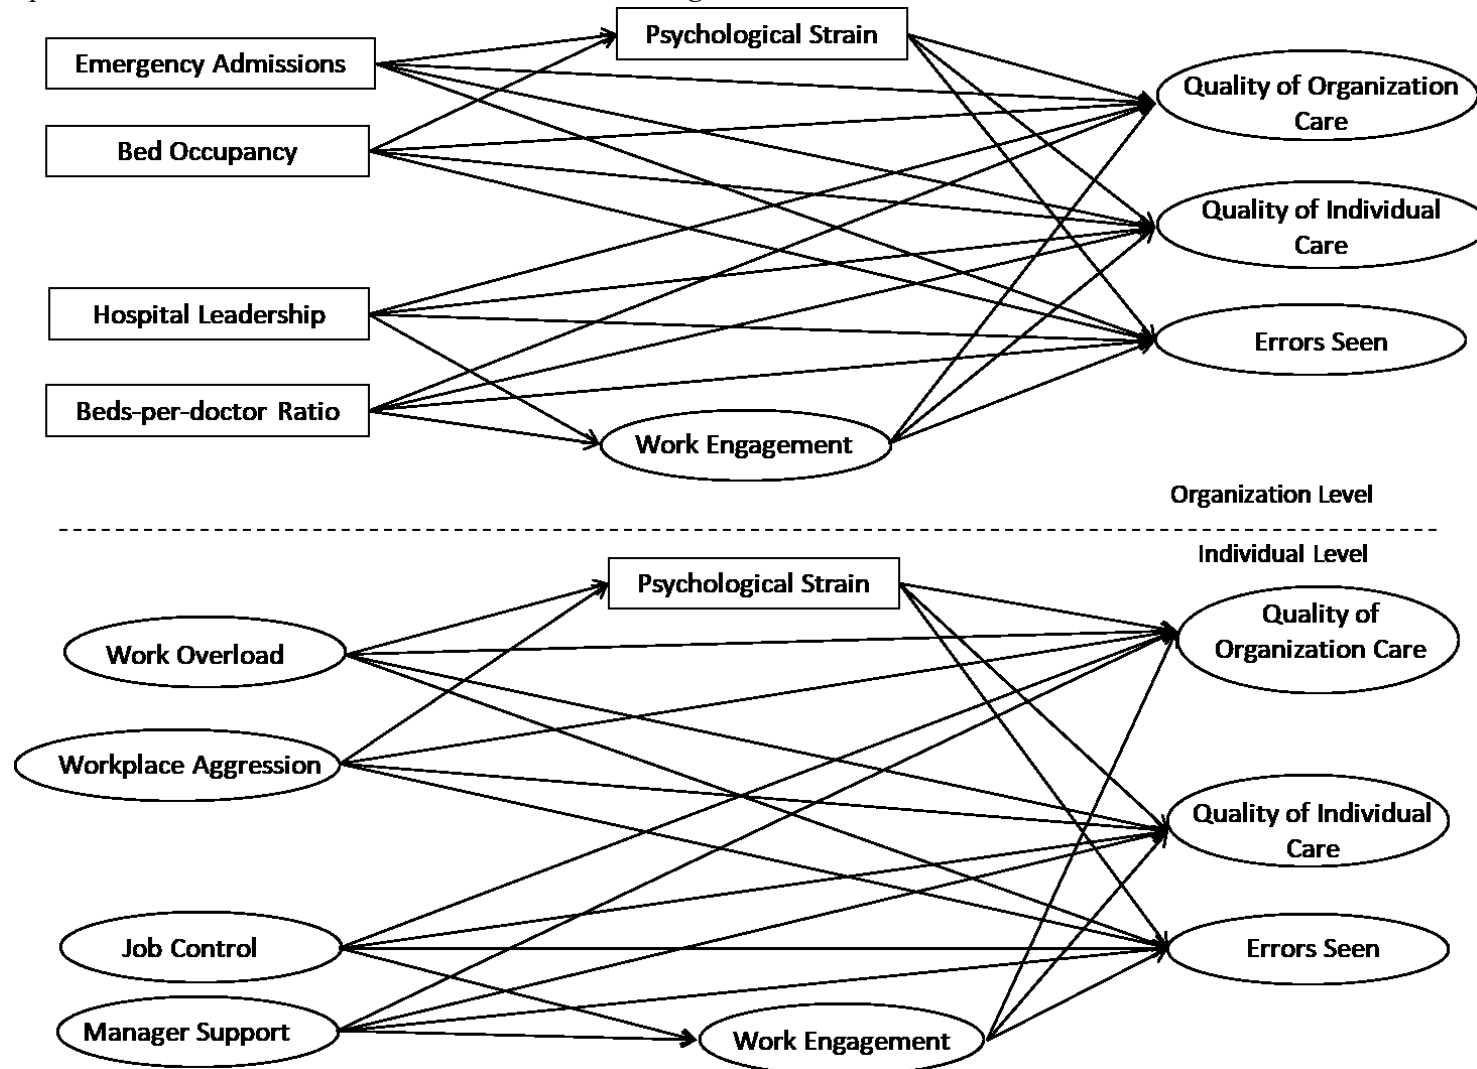 Psychological Strain
Emergency Admissions
Quality of Organization
Care
Bed Occupancy
Quality of Individual
Care
Hospital Leadership
Errors Seen
Beds-per-doctor Ratio
Work Engagement
Organization Level
Individual Level
Psychological Strain
Quality of
Organization Care
Work Overload
Workplace Aggression
Quality of Individual
Care
Job Control
Errors Seen
Manager Support
Work Engagement